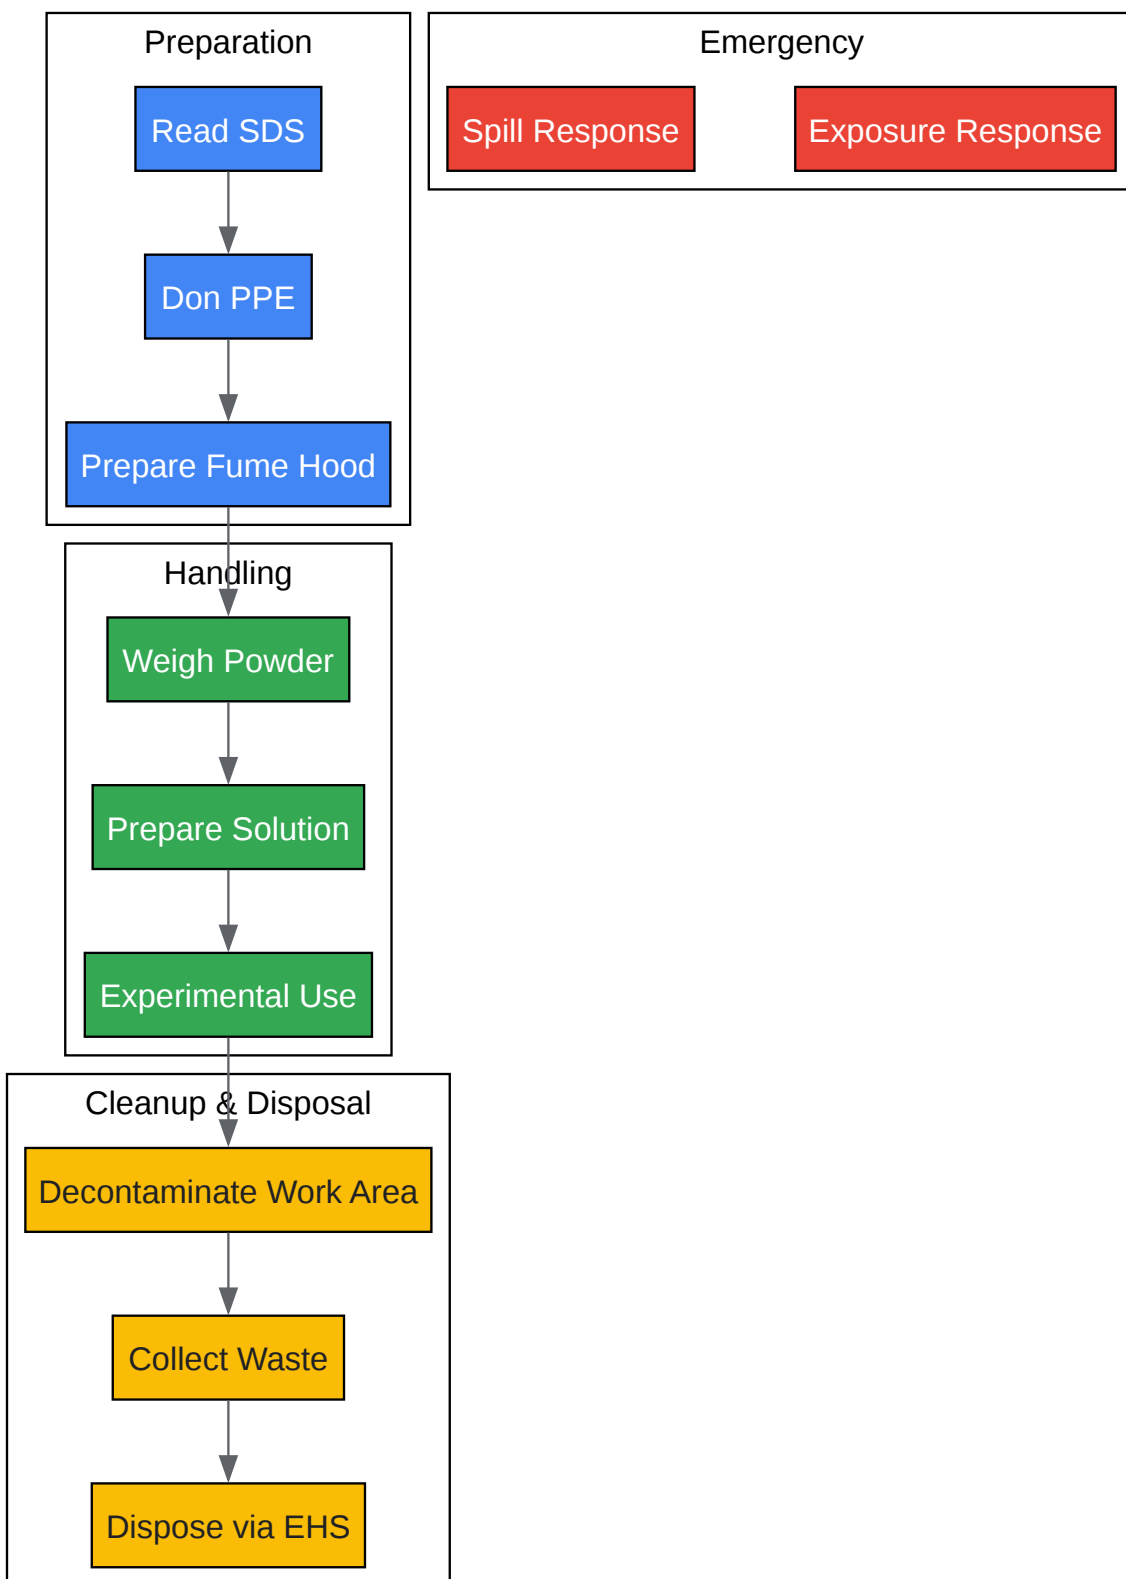 Preparation
Read SDS
Don PPE
Prepare Fume Hood
Emergency
Spill Response
Exposure Response
Handling
Weigh Powder
Prepare Solution
Experimental Use
Cleanup & Disposal
Decontaminate Work Area
Collect Waste
Dispose via EHS